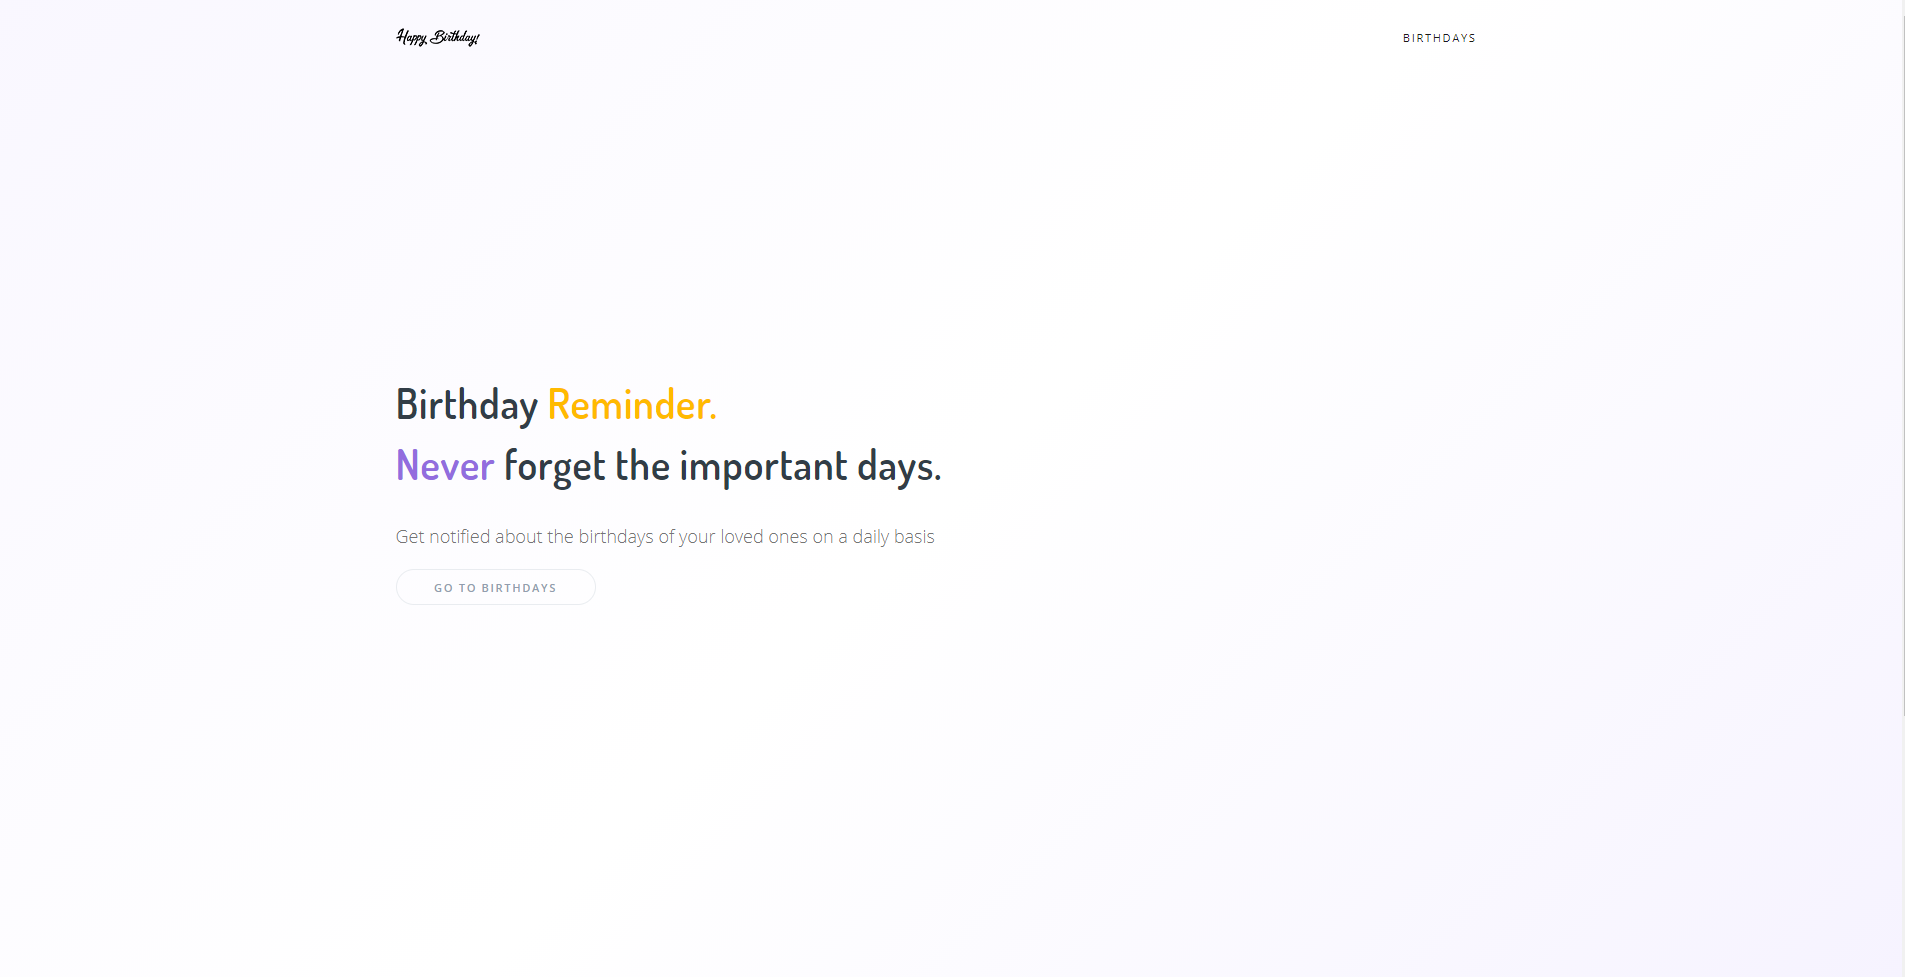 Happy Birthday!
BIRTHDAYS
Birthday Reminder.
Never forget the important days.
Get notified about the birthdays of your loved ones on a daily basis
GO TO BIRTHDAYS